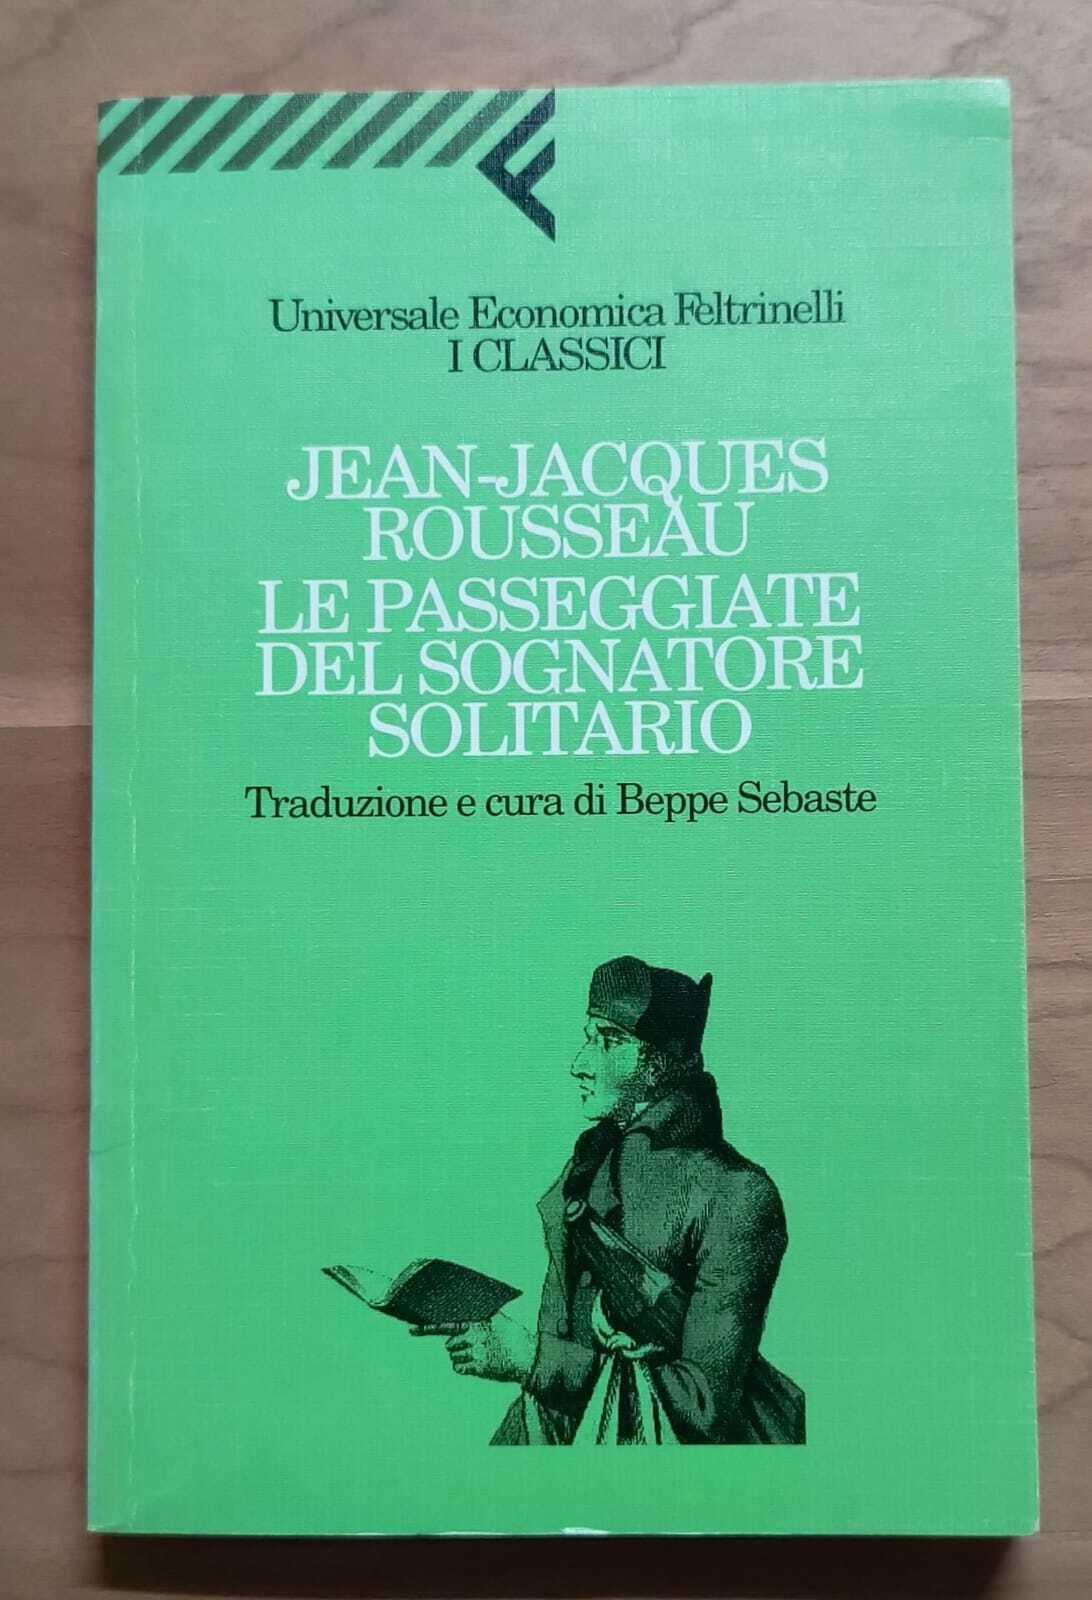 Universale Economica Feltrinelli
I CLASSICI
JEAN-JACQUES
ROUSSEAU
LE PASSEGGIATE
DEL SOGNATORE
SOLITARIO
Traduzione e cura di Beppe Sebaste